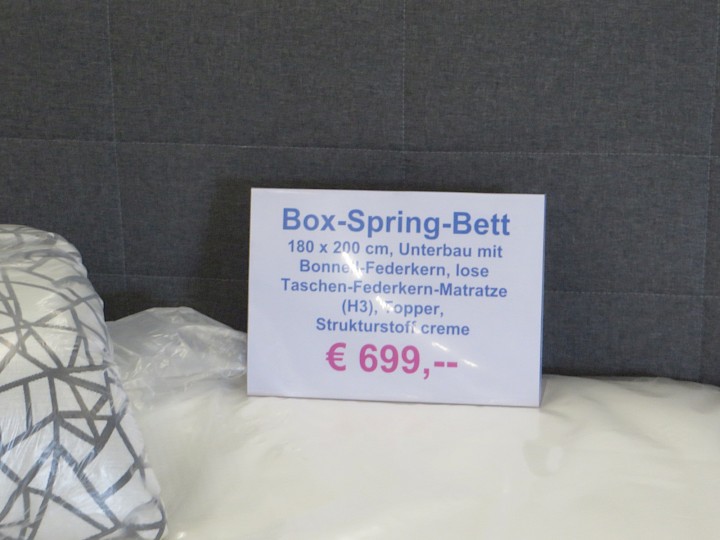 Box-Spring-Bett
180 x 200 cm, Unterbau mit
Bonnell-Federkern, lose
Taschen-Federkern-Matratze
(H3), Topper,
Strukturstoff creme
€ 699,--